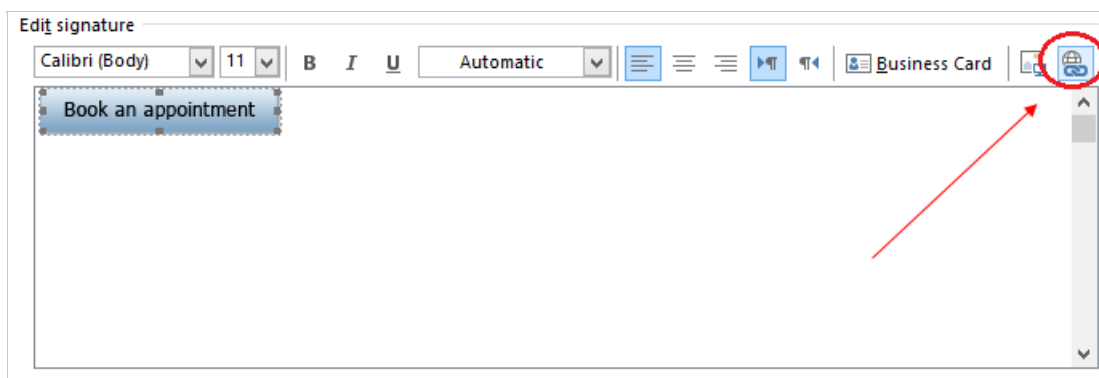 Edit signature
Calibri (Body) 11 B I U Automatic Business Card
Book an appointment